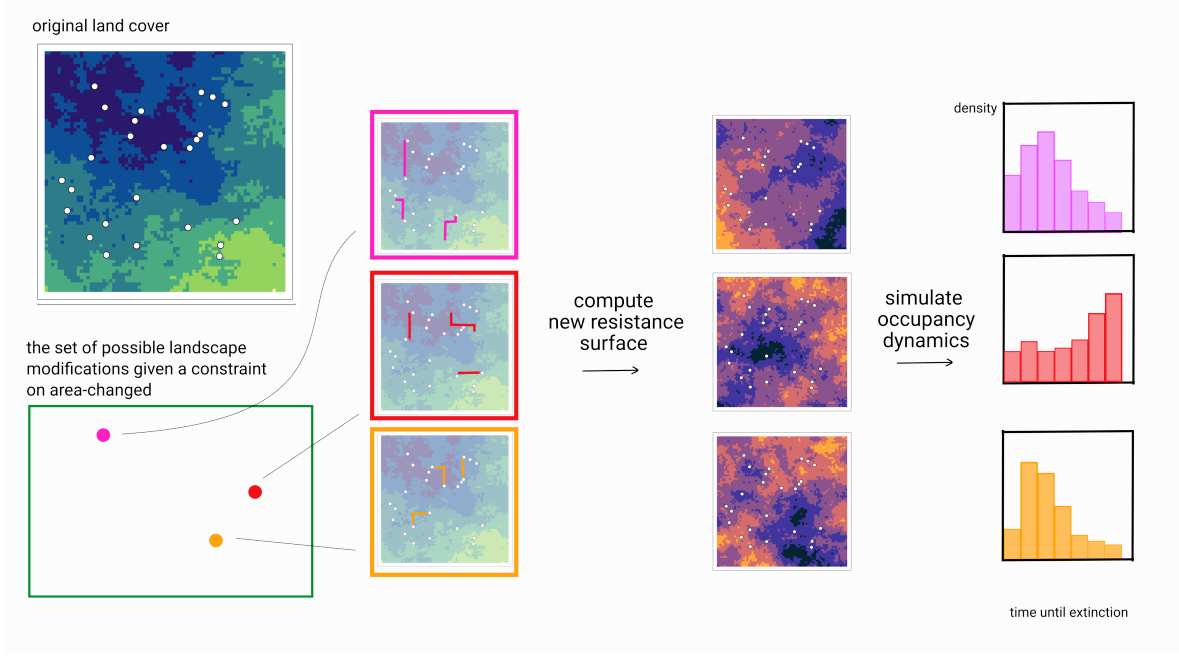 original land cover
the set of possible landscape
modifications given a constraint
on area-changed
compute
new resistance
surface
simulate
occupancy
dynamics
density
time until extinction